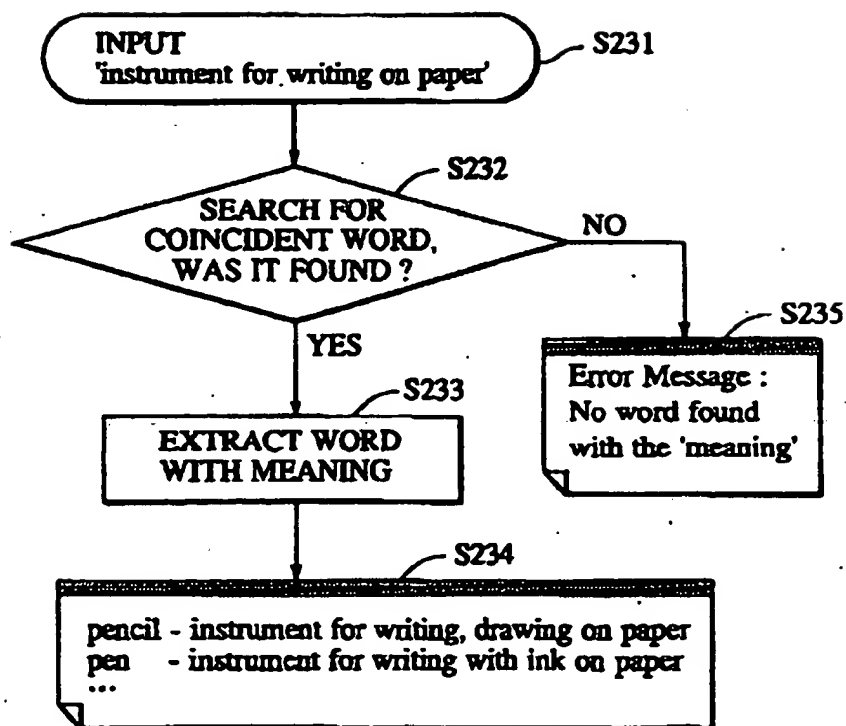 INPUT
'instrument for writing on paper'
S231
S232
SEARCH FOR
COINCIDENT WORD,
WAS IT FOUND ?
NO
YES
S235
Error Message :
No word found
with the 'meaning'
S233
EXTRACT WORD
WITH MEANING
S234
pencil - instrument for writing, drawing on paper
pen - instrument for writing with ink on paper
...